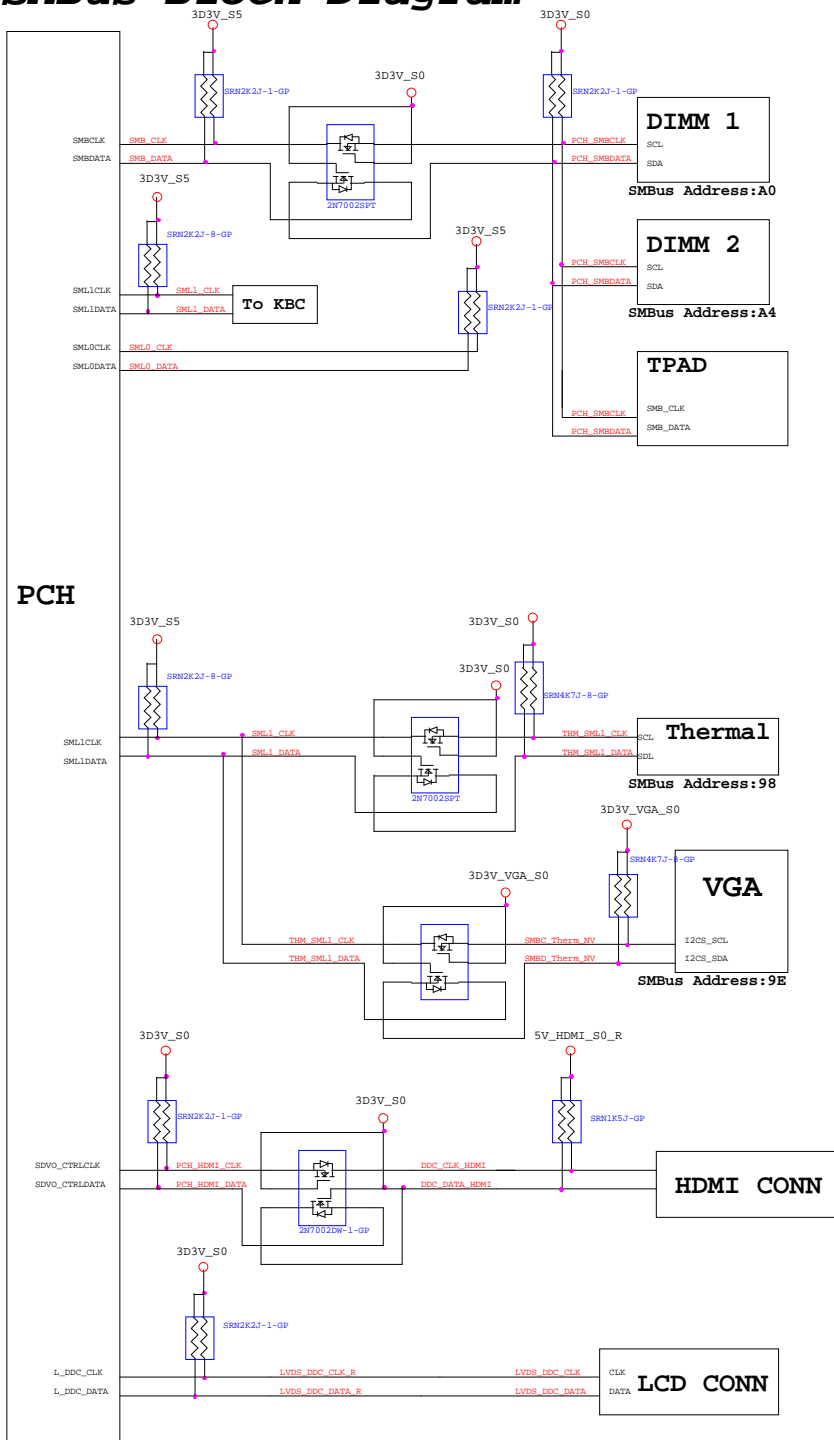 SMBus Block Diagram
3D3V_S5
3D3V_S0
SRN2K2J-1-GP
3D3V_S0
SRN2K2J-1-GP
DIMM 1
SMBCLK
SMB_CLK
PCH_SMBCLK
SCL
SMBDATA
SMB_DATA
PCH_SMBDATA
SDA
3D3V_S5
2N7002SPT
SMBus Address:A0
SRN2K2J-8-GP
3D3V_S5
DIMM 2
PCH_SMBCLK
SCL
PCH_SMBDATA
SDA
SML1CLK
SML1_CLK
SML1DATA
SML1_DATA
To KBC
SRN2K2J-1-GP
SMBus Address:A4
SML0CLK
SML0_CLK
SML0DATA
SML0_DATA
TPAD
PCH_SMBCLK
SMB_CLK
PCH_SMBDATA
SMB_DATA
PCH
3D3V_S5
3D3V_S0
SRN2K2J-8-GP
3D3V_S0
SRN4K7J-8-GP
SML1CLK
SML1_CLK
THM_SML1_CLK
SCL
Thermal
SML1DATA
SML1_DATA
THM_SML1_DATA
SDL
2N7002SPT
SMBus Address:98
3D3V_VGA_S0
SRN4K7J-8-GP
3D3V_VGA_S0
VGA
THM_SML1_CLK
SMBC_Therm_NV
I2CS_SCL
THM_SML1_DATA
SMBD_Therm_NV
I2CS_SDA
SMBus Address:9E
3D3V_S0
5V_HDMI_S0_R
SRN2K2J-1-GP
3D3V_S0
SRN1K5J-GP
SDVO_CTRLCLK
PCH_HDMI_CLK
DDC_CLK_HDMI
SDVO_CTRLDATA
PCH_HDMI_DATA
DDC_DATA_HDMI
HDMI CONN
2N7002DW-1-GP
3D3V_S0
SRN2K2J-1-GP
L_DDC_CLK
LVDS_DDC_CLK_R
LVDS_DDC_CLK
CLK
L_DDC_DATA
LVDS_DDC_DATA_R
LVDS_DDC_DATA
DATA
LCD CONN